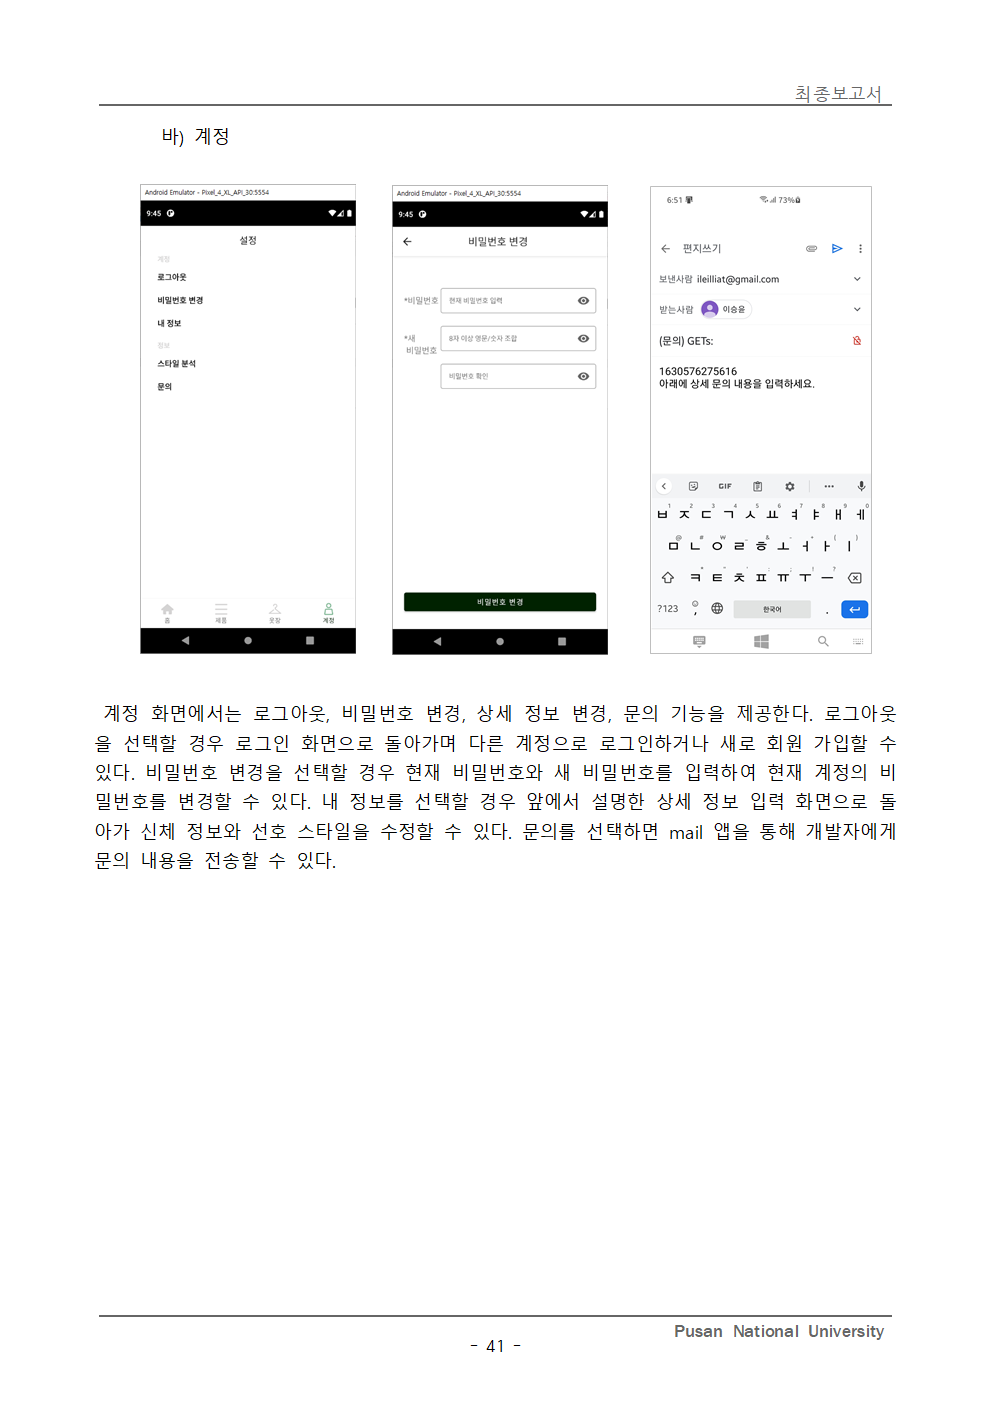 최종보고서
바) 계정
Android Emulator - Pixel_4_XL_API_30:5554
9:45
설정
계정
로그아웃
비밀번호 변경
내 정보
정보
스타일 분석
문의
홈
제품
옷장
계정
Android Emulator - Pixel_4_XL_API_30:5554
9:45
비밀번호 변경
*비밀번호
현재 비밀번호 입력
*새
비밀번호
8자 이상 영문/숫자 조합
비밀번호 확인
비밀번호 변경
6:51
73%
편지쓰기
보낸사람 ileilliat@gmail.com
받는사람 이승윤
(문의) GETs:
1630576275616
아래에 상세 문의 내용을 입력하세요.
GIF
1 2 3 4 5 6 7 8 9 0
ㅂ ㅈ ㄷ ㄱ ㅅ ㅛ ㅕ ㅑ ㅐ ㅔ
ㅁ ㄴ ㅇ ㄹ ㅎ ㅗ ㅓ ㅏ ㅣ
ㅋ ㅌ ㅊ ㅍ ㅠ ㅜ ㅡ
?123 , 한국어 .
계정 화면에서는 로그아웃, 비밀번호 변경, 상세 정보 변경, 문의 기능을 제공한다. 로그아웃
을 선택할 경우 로그인 화면으로 돌아가며 다른 계정으로 로그인하거나 새로 회원 가입할 수
있다. 비밀번호 변경을 선택할 경우 현재 비밀번호와 새 비밀번호를 입력하여 현재 계정의 비
밀번호를 변경할 수 있다. 내 정보를 선택할 경우 앞에서 설명한 상세 정보 입력 화면으로 돌
아가 신체 정보와 선호 스타일을 수정할 수 있다. 문의를 선택하면 mail 앱을 통해 개발자에게
문의 내용을 전송할 수 있다.
Pusan National University
- 41 -